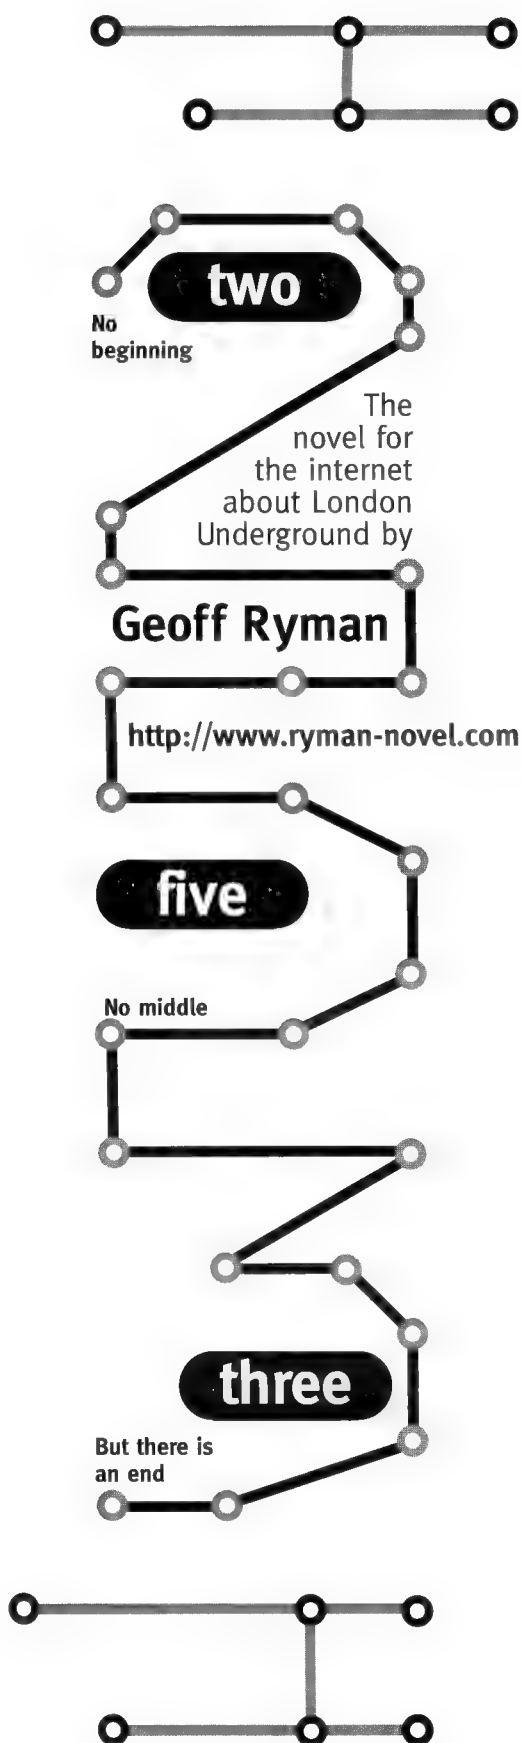 two
No
beginning
The
novel for
the internet
about London
Underground by
Geoff Ryman
http://www.ryman-novel.com
five
No middle
three
But there is
an end